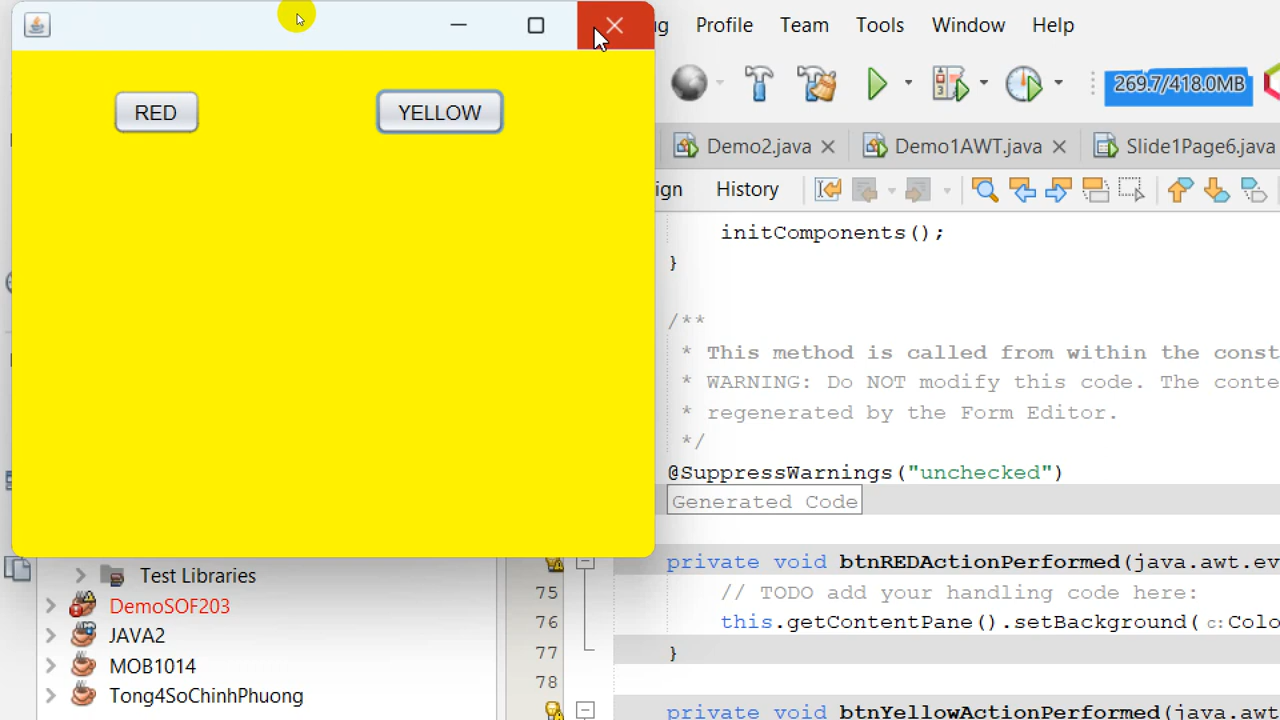 ug Profile Team Tools Window Help
RED YELLOW
269.7/418.0MB
Demo2.java Demo1AWT.java Slide1Page6.java
ign History
initComponents();
}
/**
* This method is called from within the const
* WARNING: Do NOT modify this code. The conte
* regenerated by the Form Editor.
*/
@SuppressWarnings("unchecked")
Generated Code
private void btnREDActionPerformed(java.awt.ev
75 // TODO add your handling code here:
76 this.getContentPane().setBackground(c:Colo
77 }
78
private void btnYellowActionPerformed(java.awt
Test Libraries
DemoSOF203
JAVA2
MOB1014
Tong4SoChinhPhuong